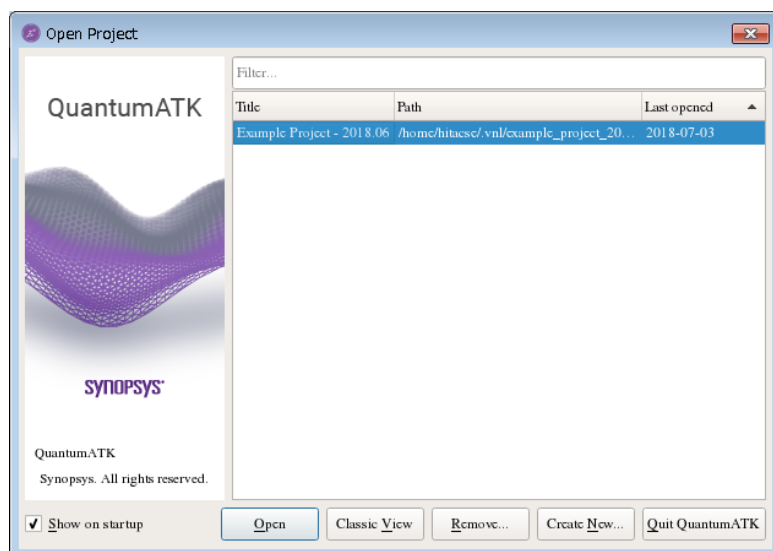 Open Project
QuantumATK
SYNOPSYS
QuantumATK
Synopsys. All rights reserved.
Filter...
Title Path Last opened
Example Project - 2018.06 /home/hitacsc/.vnl/example_project_20... 2018-07-03
Show on startup
Open Classic View Remove... Create New... Quit QuantumATK